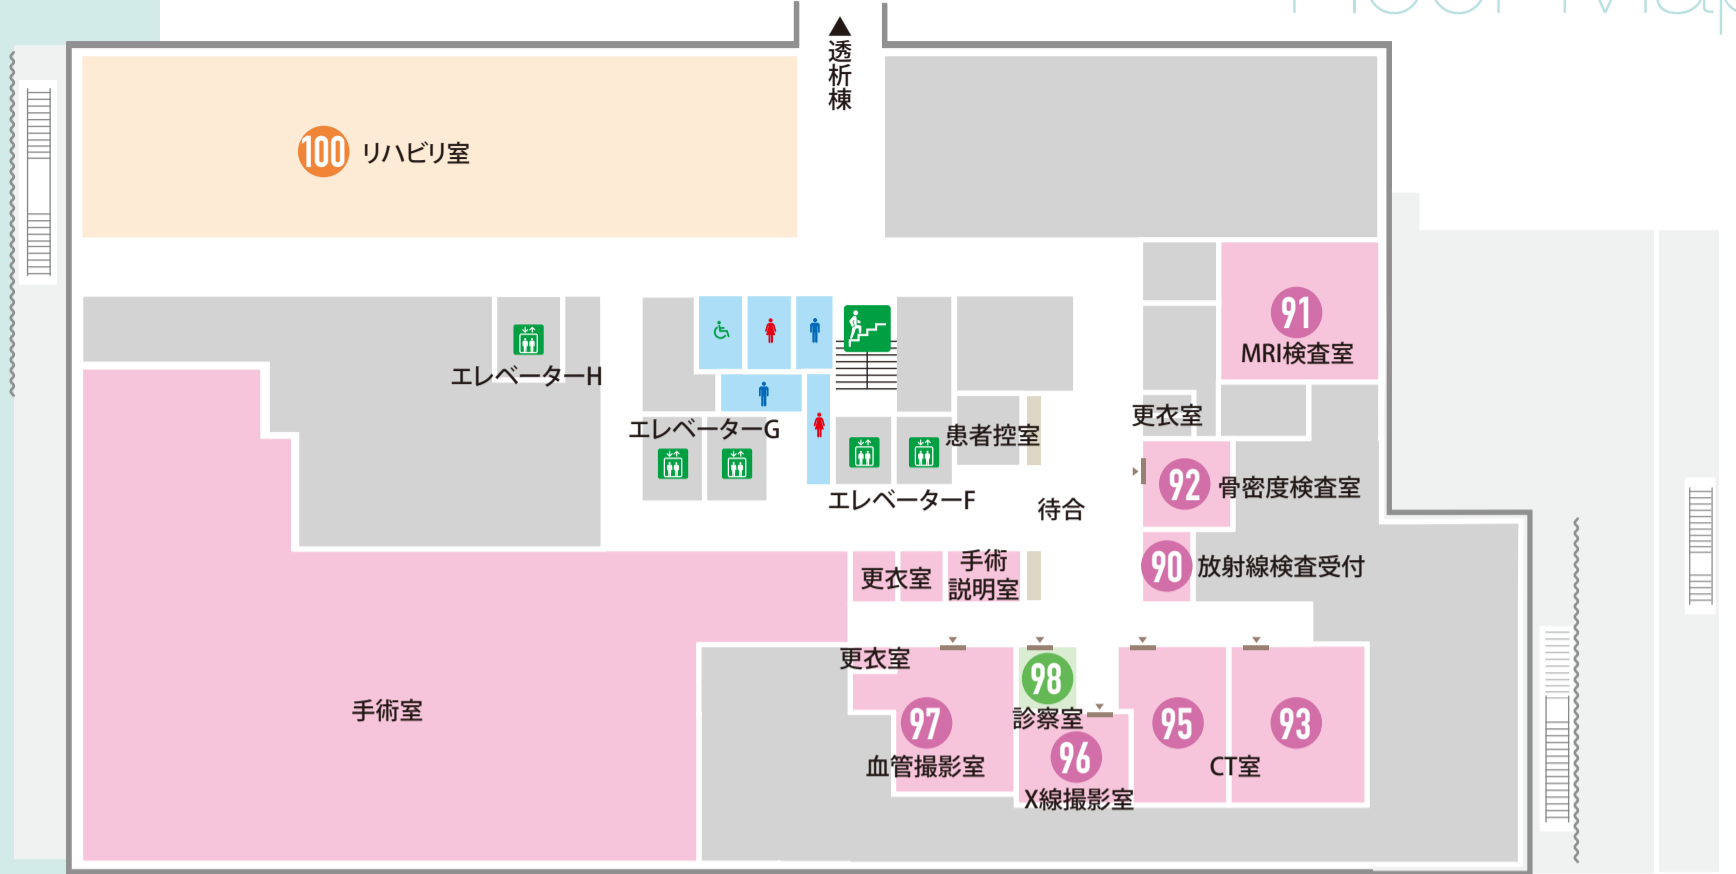 Floor Map
▲透析棟
100 リハビリ室
91
MRI検査室
エレベーターH
エレベーターG
患者控室
更衣室
92 骨密度検査室
エレベーターF
待合
90 放射線検査受付
更衣室
手術
説明室
更衣室
98
診察室
手術室
97
血管撮影室
96
X線撮影室
95
93
CT室